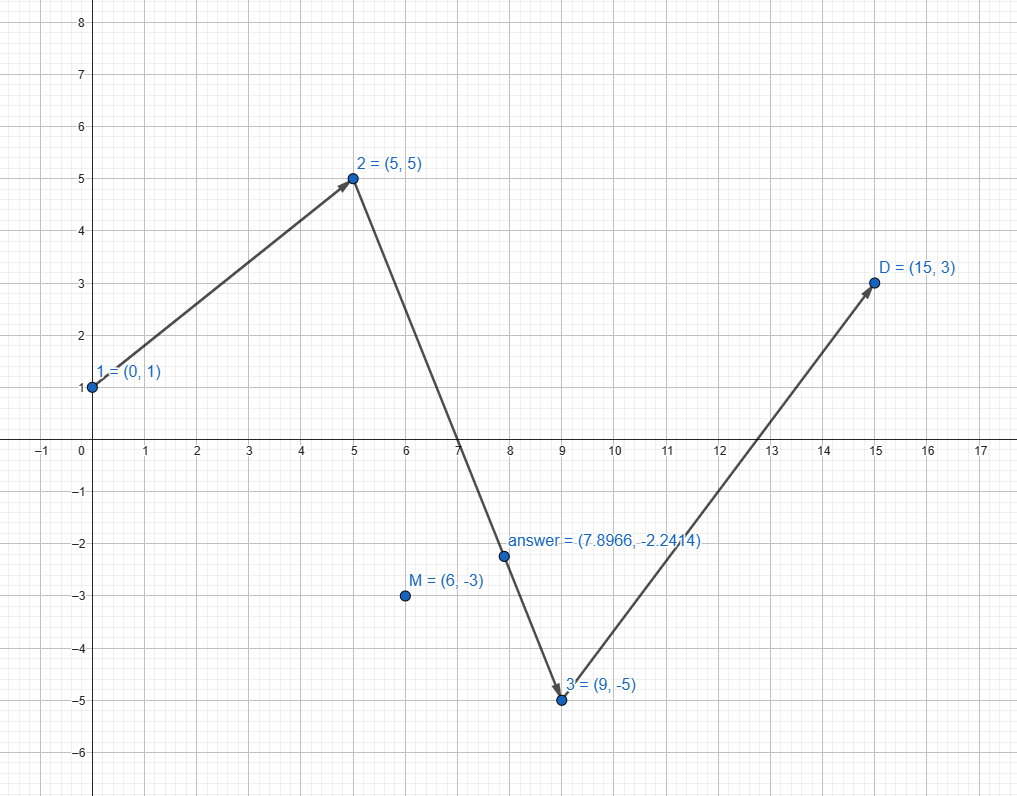 8
7
6
2 = (5, 5)
5
4
D = (15, 3)
3
2
1 = (0, 1)
1
–1 0 1 2 3 4 5 6 7 8 9 10 11 12 13 14 15 16 17
–1
answer = (7.8966, -2.2414)
–2
M = (6, -3)
–3
–4
3 = (9, -5)
–5
–6